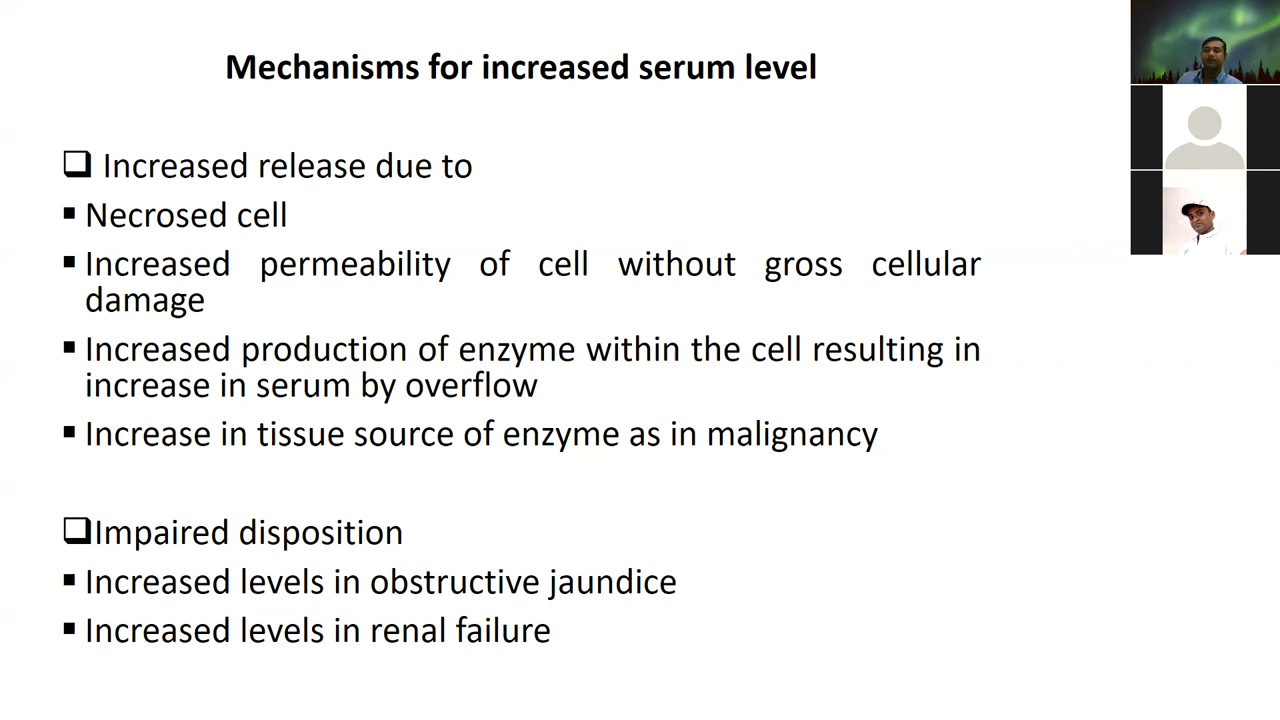 Mechanisms for increased serum level
❑ Increased release due to
▪ Necrosed cell
▪ Increased permeability of cell without gross cellular
damage
▪ Increased production of enzyme within the cell resulting in
increase in serum by overflow
▪ Increase in tissue source of enzyme as in malignancy
❑Impaired disposition
▪ Increased levels in obstructive jaundice
▪ Increased levels in renal failure